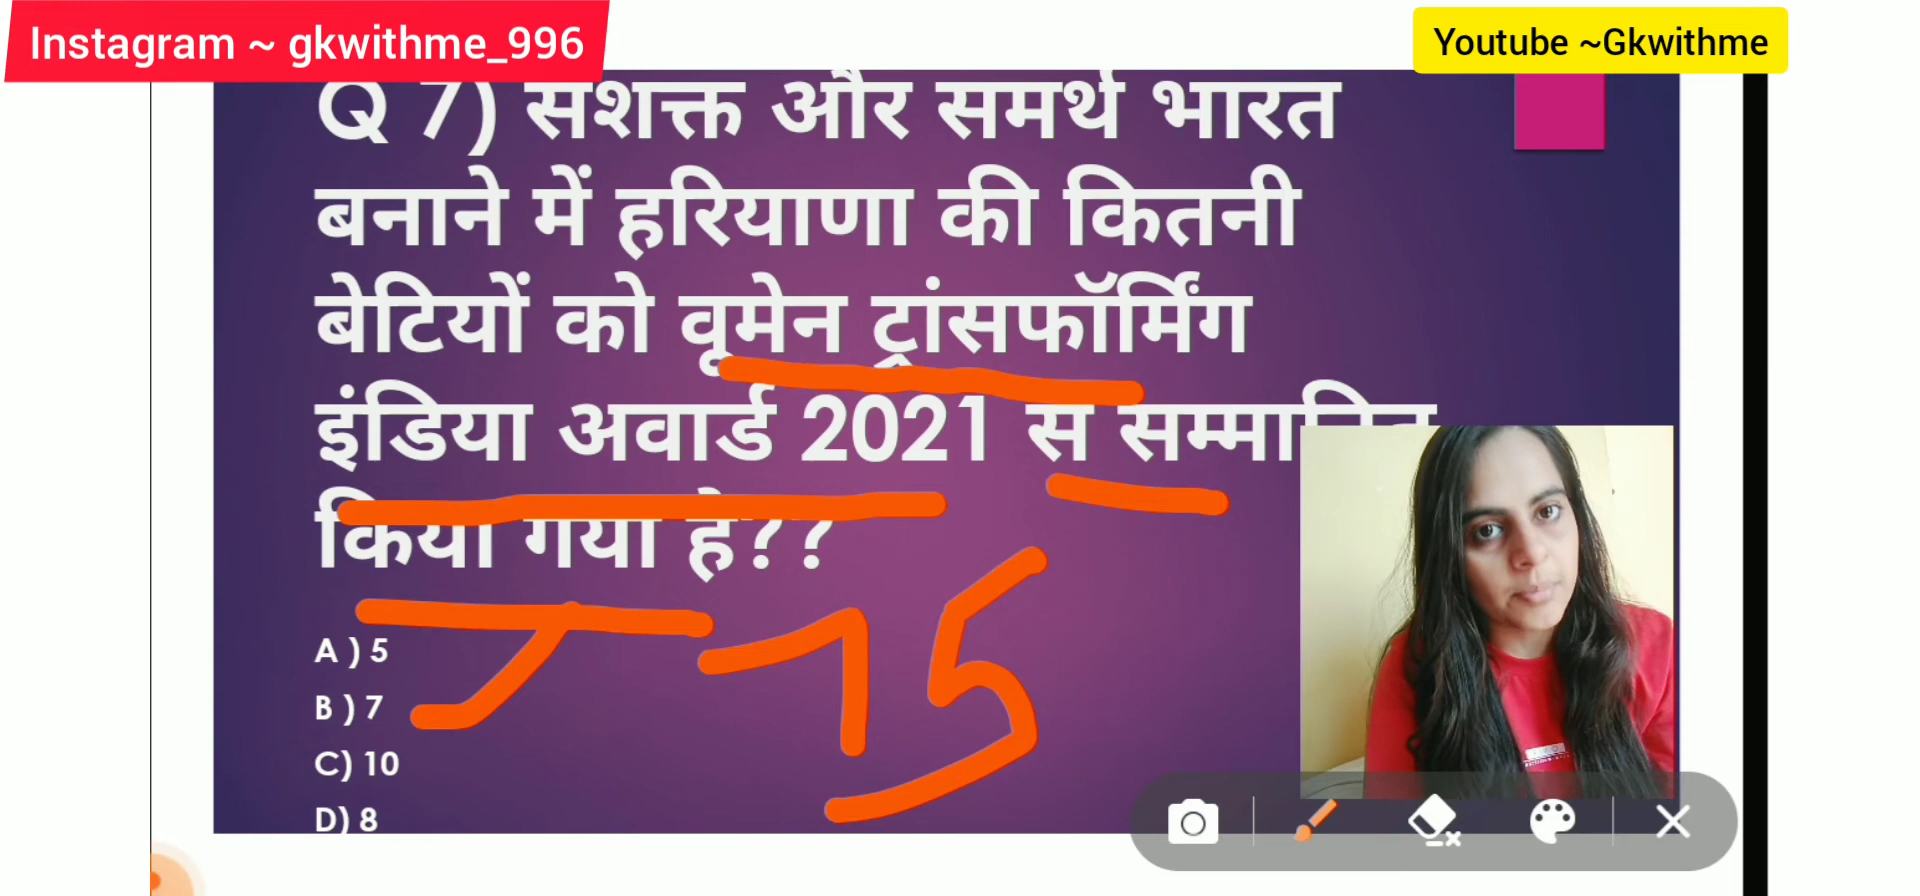 Instagram ~ gkwithme_996
Youtube ~Gkwithme
Q 7) सशक्त और समर्थ भारत
बनाने में हरियाणा की कितनी
बेटियों को वूमेन ट्रांसफॉर्मिंग
इंडिया अवार्ड 2021 स
किया गया है??
15
A ) 5
B ) 7
C) 10
D) 8